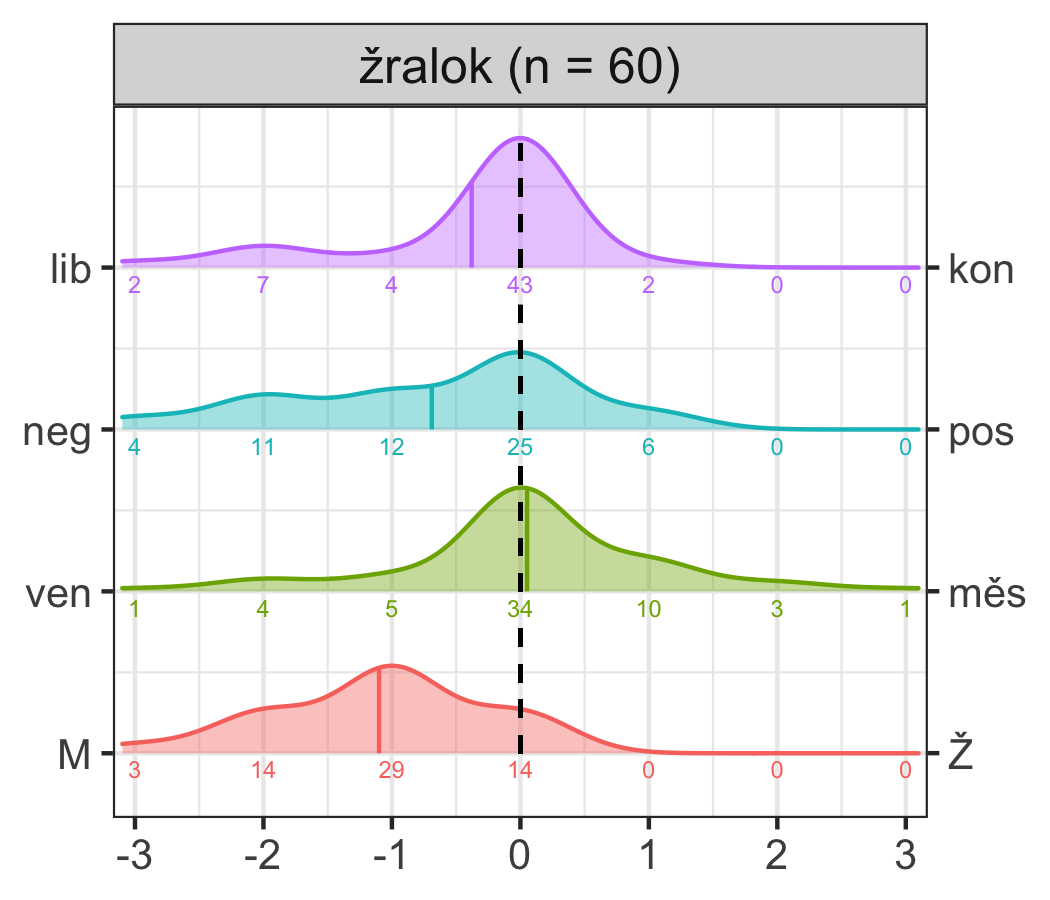 žralok (n = 60)
lib kon
2 7 4 43 2 0 0
neg pos
4 11 12 25 6 0 0
ven měs
1 4 5 34 10 3 1
M Ž
3 14 29 14 0 0 0
-3 -2 -1 0 1 2 3